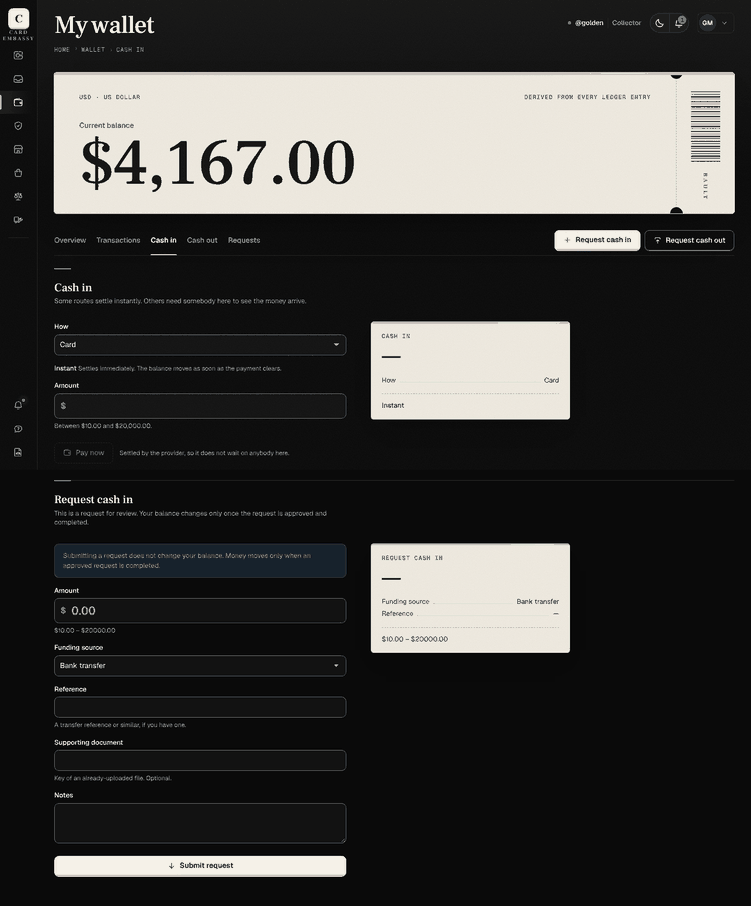 C
CARD
EMBASSY
My wallet
@golden
Collector
1
GM
HOME
WALLET
CASH IN
USD · US DOLLAR
DERIVED FROM EVERY LEDGER ENTRY
Current balance
$4,167.00
Overview
Transactions
Cash in
Cash out
Requests
Request cash in
Request cash out
Cash in
Some routes settle instantly. Others need somebody here to see the money arrive.
How
Card
Instant Settles immediately. The balance moves as soon as the payment clears.
Amount
$
Between $10.00 and $20,000.00.
Pay now
Settled by the provider, so it does not wait on anybody here.
CASH IN
—
How
Card
Instant
Request cash in
This is a request for review. Your balance changes only once the request is approved and
completed.
Submitting a request does not change your balance. Money moves only when an
approved request is completed.
Amount
$ 0.00
$10.00 – $20000.00
Funding source
Bank transfer
Reference
A transfer reference or similar, if you have one.
Supporting document
Key of an already-uploaded file. Optional.
Notes
Submit request
REQUEST CASH IN
—
Funding source
Bank transfer
Reference
—
$10.00 – $20000.00